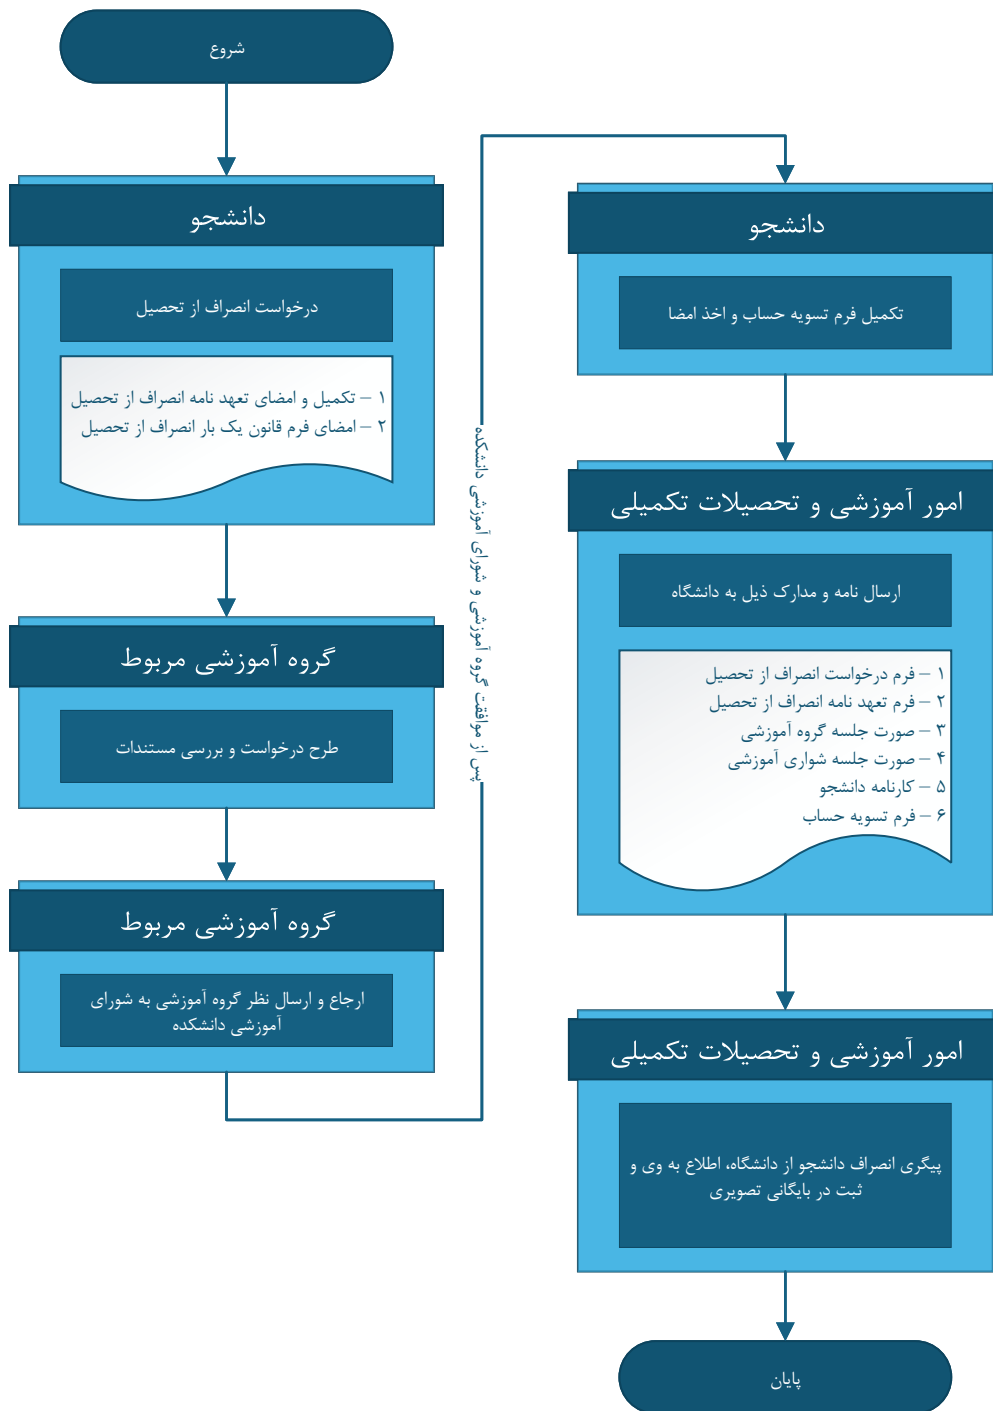 شروع
دانشجو
درخواست انصراف از تحصیل
۱ – تکمیل و امضای تعهد نامه انصراف از تحصیل
۲ – امضای فرم قانون یک بار انصراف از تحصیل
گروه آموزشی مربوط
طرح درخواست و بررسی مستندات
گروه آموزشی مربوط
ارجاع و ارسال نظر گروه آموزشی به شورای
آموزشی دانشکده
پس از موافقت گروه آموزشی و شورای آموزشی دانشکده
دانشجو
تکمیل فرم تسویه حساب و اخذ امضا
امور آموزشی و تحصیلات تکمیلی
ارسال نامه و مدارک ذیل به دانشگاه
۱ – فرم درخواست انصراف از تحصیل
۲ – فرم تعهد نامه انصراف از تحصیل
۳ – صورت جلسه گروه آموزشی
۴ – صورت جلسه شواری آموزشی
۵ – کارنامه دانشجو
۶ – فرم تسویه حساب
امور آموزشی و تحصیلات تکمیلی
پیگری انصراف دانشجو از دانشگاه، اطلاع به وی و
ثبت در بایگانی تصویری
پایان